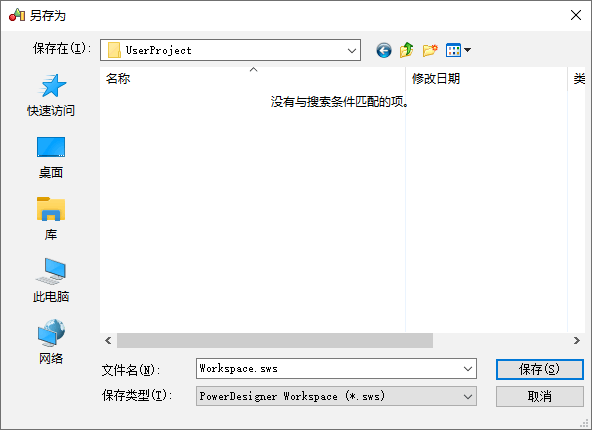 另存为
保存在(I): UserProject
名称 修改日期 类
没有与搜索条件匹配的项。
快速访问
桌面
库
此电脑
网络
文件名(N): Workspace.sws 保存(S)
保存类型(T): PowerDesigner Workspace (*.sws) 取消